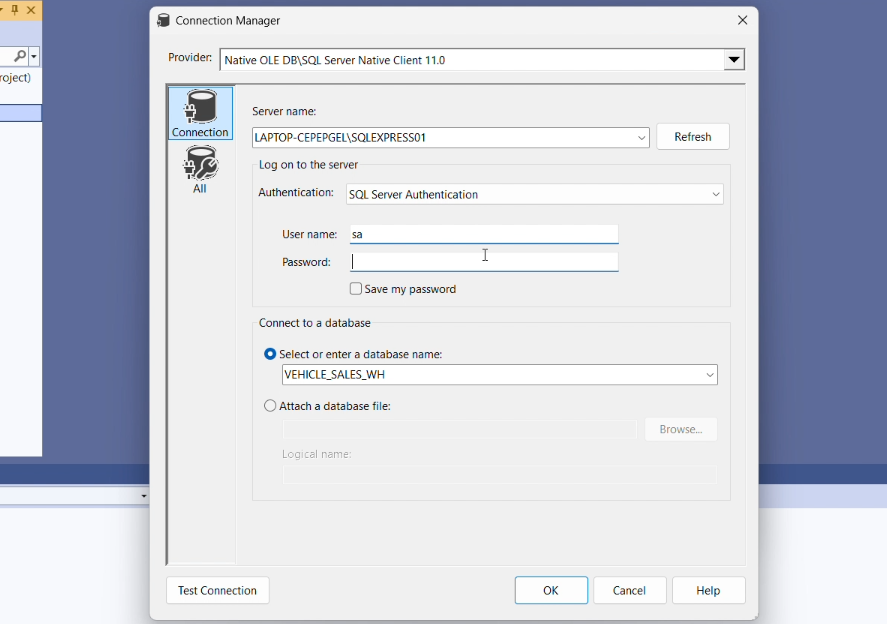 Connection Manager
Provider:
Native OLE DB\SQL Server Native Client 11.0
roject)
Connection
All
Server name:
LAPTOP-CEPEPGEL\SQLEXPRESS01
Refresh
Log on to the server
Authentication:
SQL Server Authentication
User name:
sa
Password:
Save my password
Connect to a database
Select or enter a database name:
VEHICLE_SALES_WH
Attach a database file:
Browse...
Logical name:
Test Connection
OK
Cancel
Help